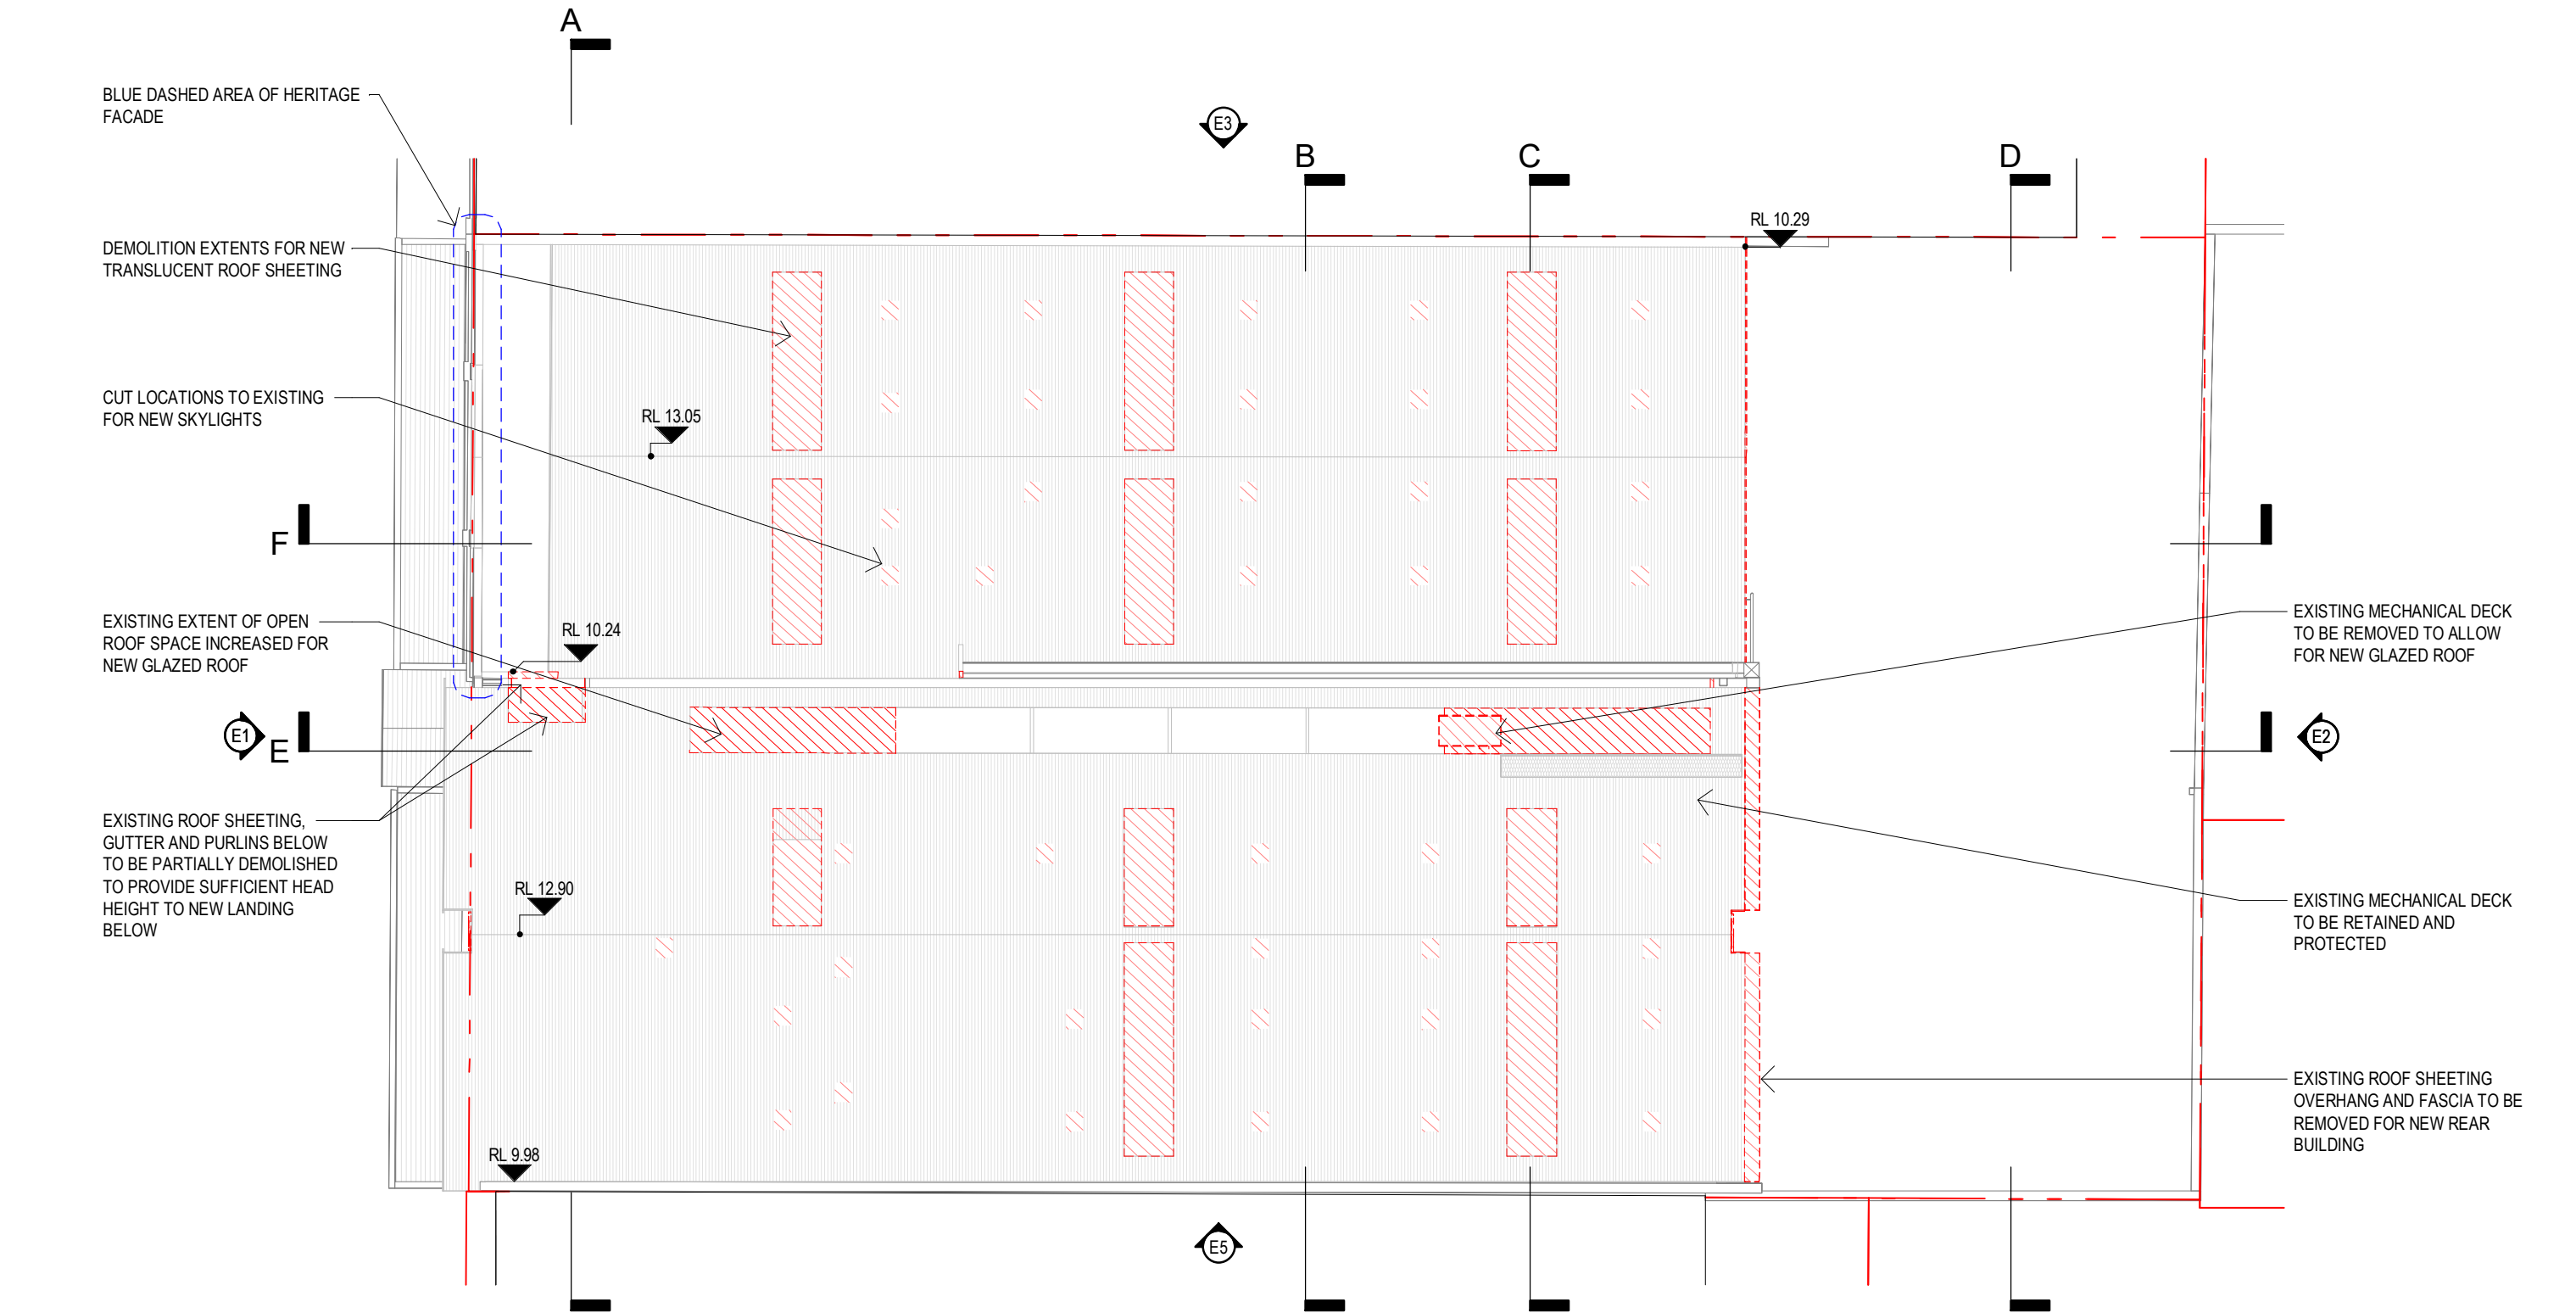 A
BLUE DASHED AREA OF HERITAGE
FACADE
E3
B
C
D
RL 10.29
DEMOLITION EXTENTS FOR NEW
TRANSLUCENT ROOF SHEETING
CUT LOCATIONS TO EXISTING
FOR NEW SKYLIGHTS
RL 13.05
F
EXISTING EXTENT OF OPEN
ROOF SPACE INCREASED FOR
NEW GLAZED ROOF
RL 10.24
EXISTING MECHANICAL DECK
TO BE REMOVED TO ALLOW
FOR NEW GLAZED ROOF
E1
E
E2
EXISTING ROOF SHEETING,
GUTTER AND PURLINS BELOW
TO BE PARTIALLY DEMOLISHED
TO PROVIDE SUFFICIENT HEAD
HEIGHT TO NEW LANDING
BELOW
RL 12.90
EXISTING MECHANICAL DECK
TO BE RETAINED AND
PROTECTED
EXISTING ROOF SHEETING
OVERHANG AND FASCIA TO BE
REMOVED FOR NEW REAR
BUILDING
RL 9.98
E5